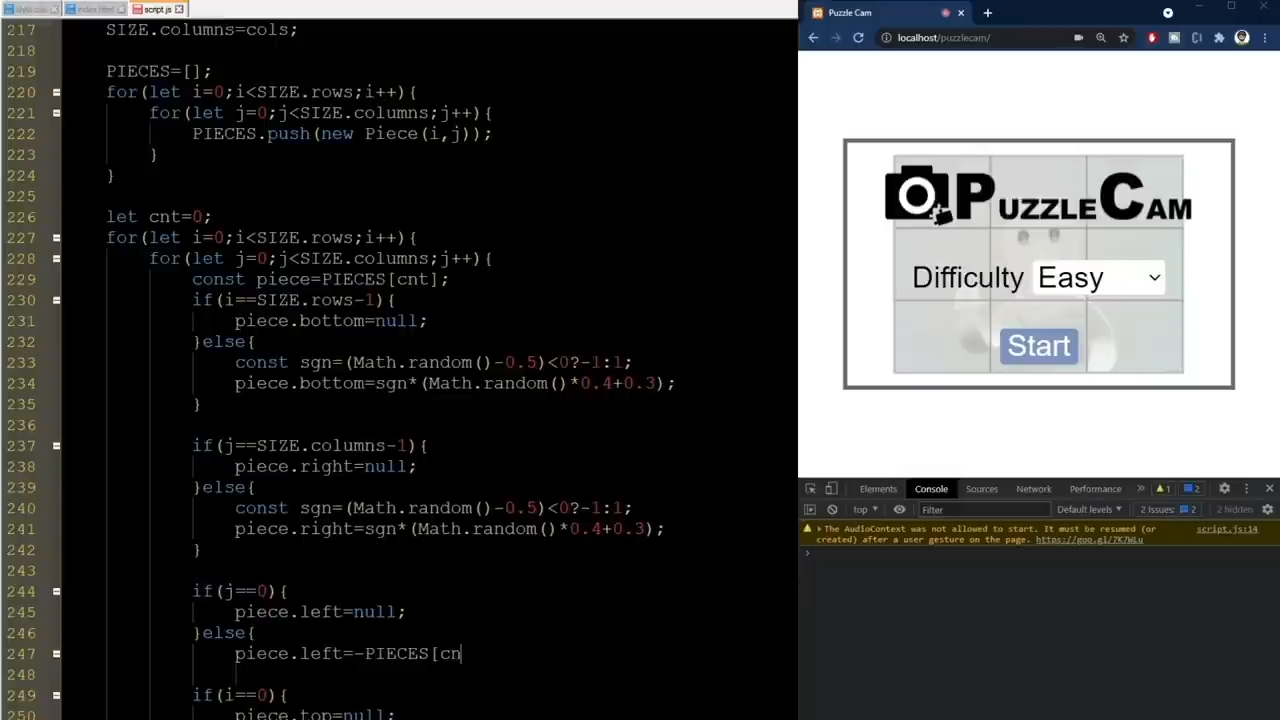 index.html
script.js
217 SIZE.columns=cols;
218
219 PIECES=[];
220 for(let i=0;i<SIZE.rows;i++){
221 for(let j=0;j<SIZE.columns;j++){
222 PIECES.push(new Piece(i,j));
223 }
224 }
225
226 let cnt=0;
227 for(let i=0;i<SIZE.rows;i++){
228 for(let j=0;j<SIZE.columns;j++){
229 const piece=PIECES[cnt];
230 if(i==SIZE.rows-1){
231 piece.bottom=null;
232 }else{
233 const sgn=(Math.random()-0.5)<0?-1:1;
234 piece.bottom=sgn*(Math.random()*0.4+0.3);
235 }
236
237 if(j==SIZE.columns-1){
238 piece.right=null;
239 }else{
240 const sgn=(Math.random()-0.5)<0?-1:1;
241 piece.right=sgn*(Math.random()*0.4+0.3);
242 }
243
244 if(j==0){
245 piece.left=null;
246 }else{
247 piece.left=-PIECES[cn
248
249 if(i==0){
250 piece.top=null;
Puzzle Cam
localhost/puzzlecam/
PUZZLECAM
Difficulty Easy
Start
Elements Console Sources Network Performance » 1 2
top Filter Default levels 2 Issues: 2 2 hidden
The AudioContext was not allowed to start. It must be resumed (or script.js:14
created) after a user gesture on the page. https://goo.gl/7K7WLu